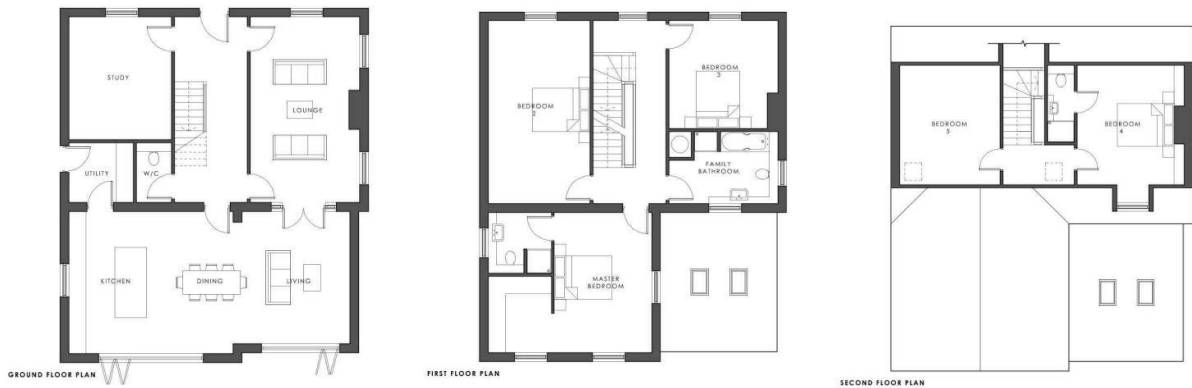 STUDY
LOUNGE
UTILITY
W/C
KITCHEN
DINING
LIVING
GROUND FLOOR PLAN
BEDROOM
2
BEDROOM
3
FAMILY
BATHROOM
MASTER
BEDROOM
FIRST FLOOR PLAN
BEDROOM
5
BEDROOM
4
SECOND FLOOR PLAN